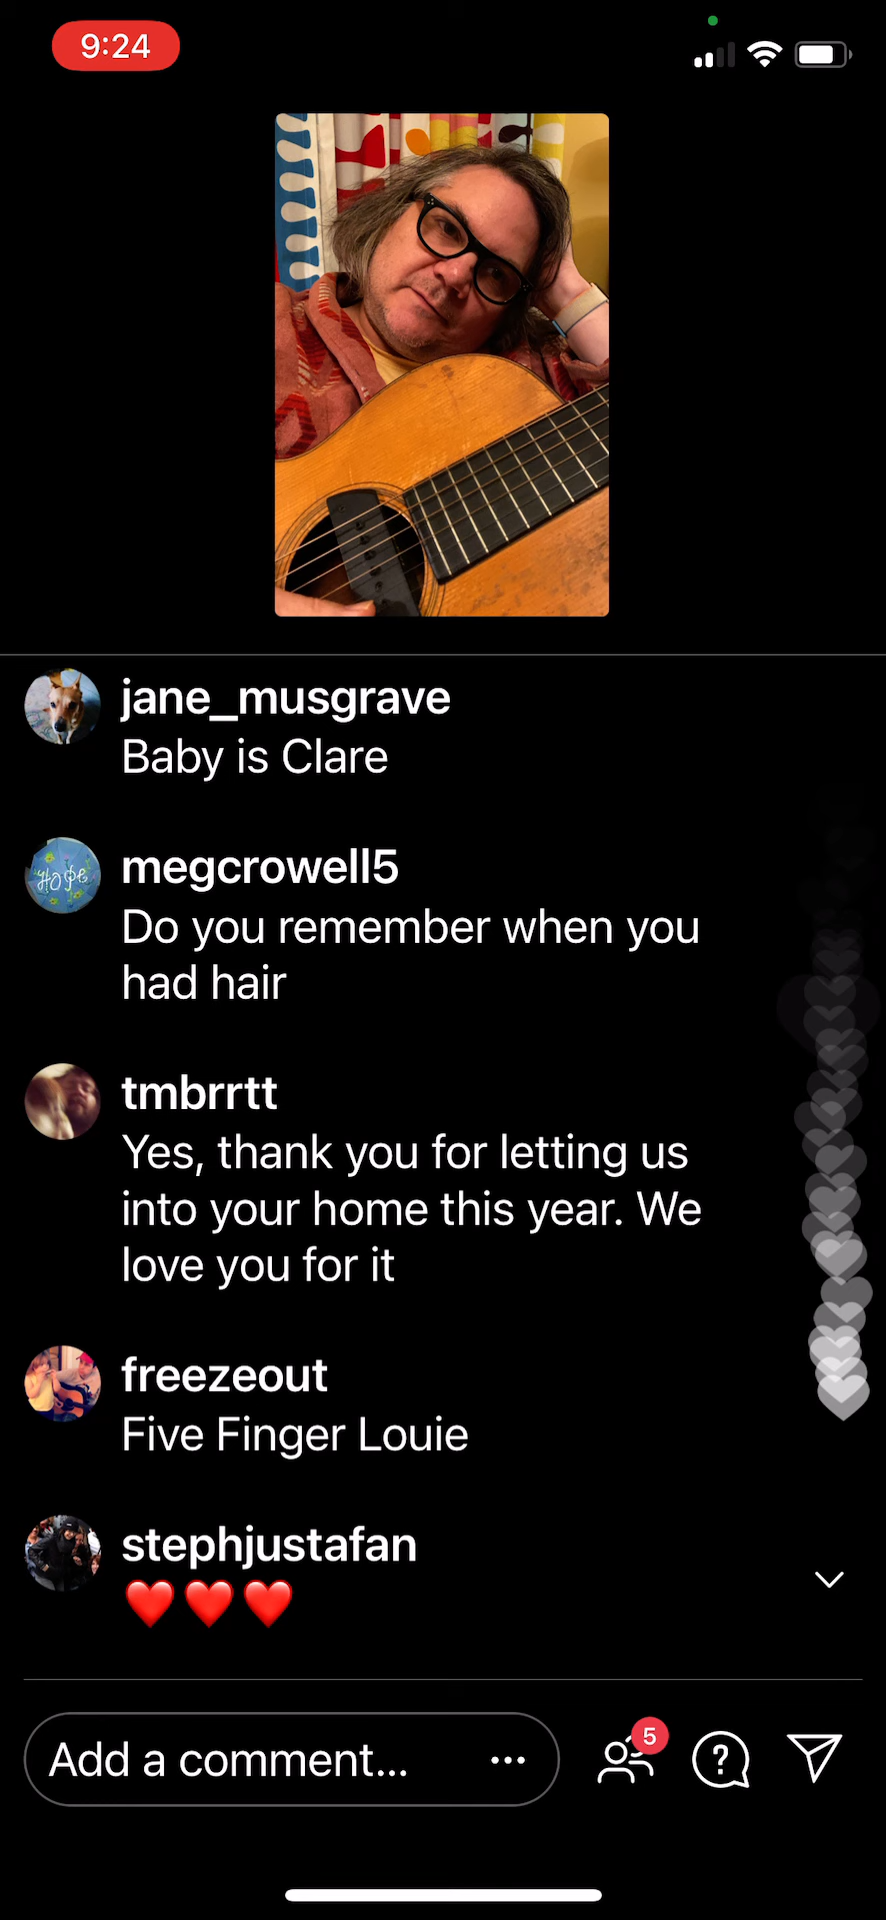 9:24
jane_musgrave
Baby is Clare
Hope
megcrowell5
Do you remember when you
had hair
tmbrrtt
Yes, thank you for letting us
into your home this year. We
love you for it
freezeout
Five Finger Louie
stephjustafan
❤️❤️❤️
Add a comment...
5
?